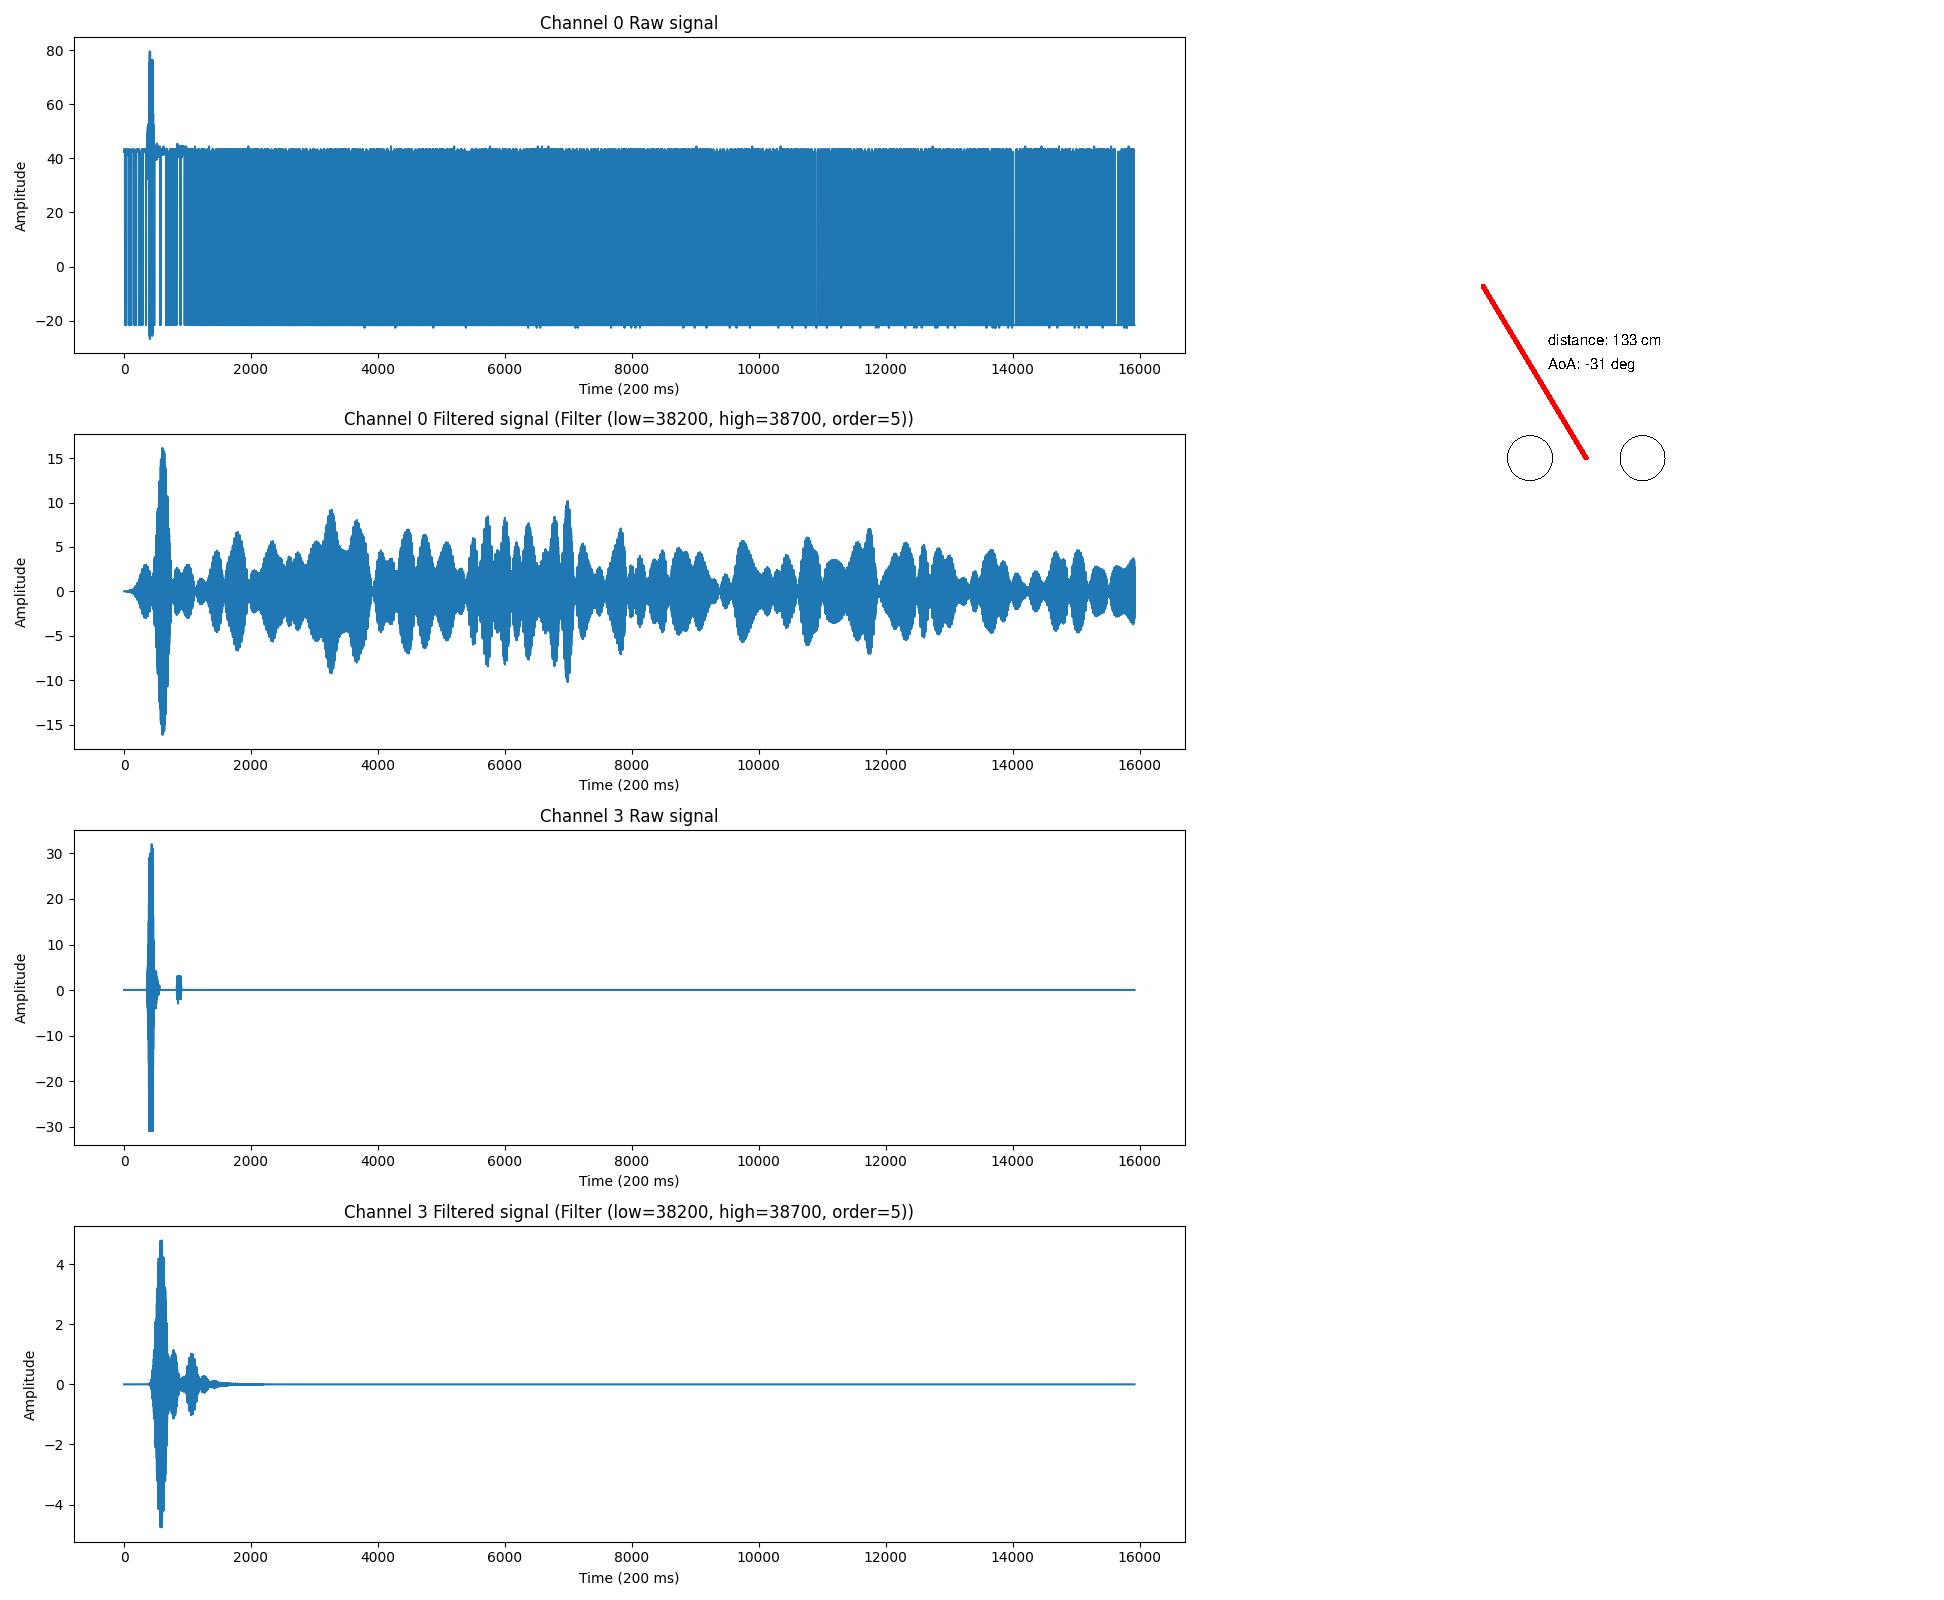 Channel 0 Raw signal
80
60
40
20
0
−20
Amplitude
0 2000 4000 6000 8000 10000 12000 14000 16000
Time (200 ms)
distance: 133 cm
AoA: -31 deg
Channel 0 Filtered signal (Filter (low=38200, high=38700, order=5))
15
10
5
0
−5
−10
−15
Amplitude
0 2000 4000 6000 8000 10000 12000 14000 16000
Time (200 ms)
Channel 3 Raw signal
30
20
10
0
−10
−20
−30
Amplitude
0 2000 4000 6000 8000 10000 12000 14000 16000
Time (200 ms)
Channel 3 Filtered signal (Filter (low=38200, high=38700, order=5))
4
2
0
−2
−4
Amplitude
0 2000 4000 6000 8000 10000 12000 14000 16000
Time (200 ms)